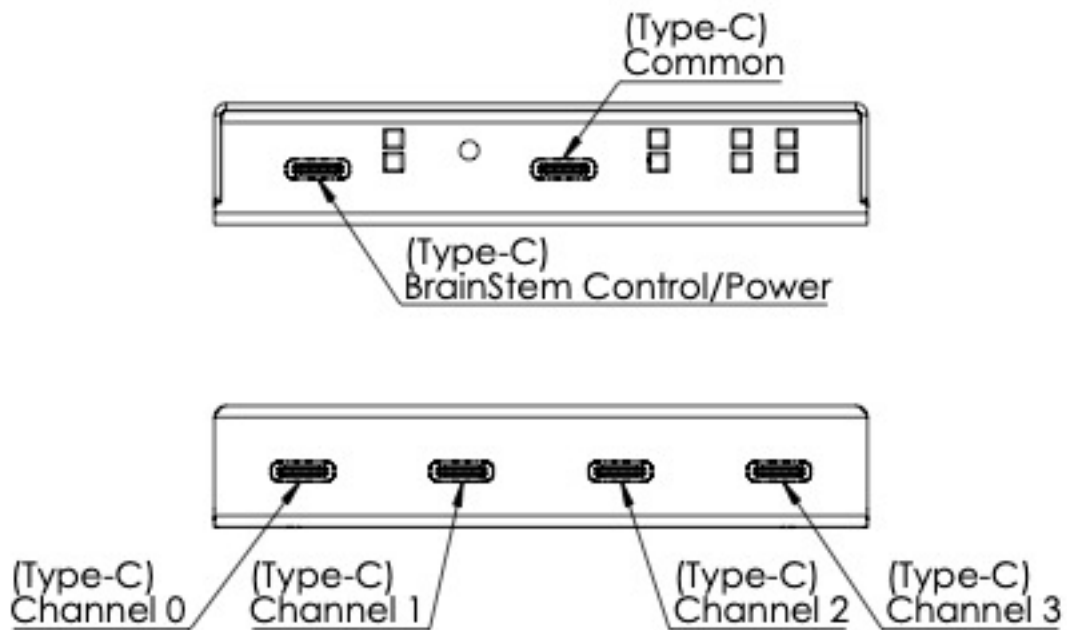 (Type-C)
Common
(Type-C)
BrainStem Control/Power
(Type-C)
Channel 0
(Type-C)
Channel 1
(Type-C)
Channel 2
(Type-C)
Channel 3